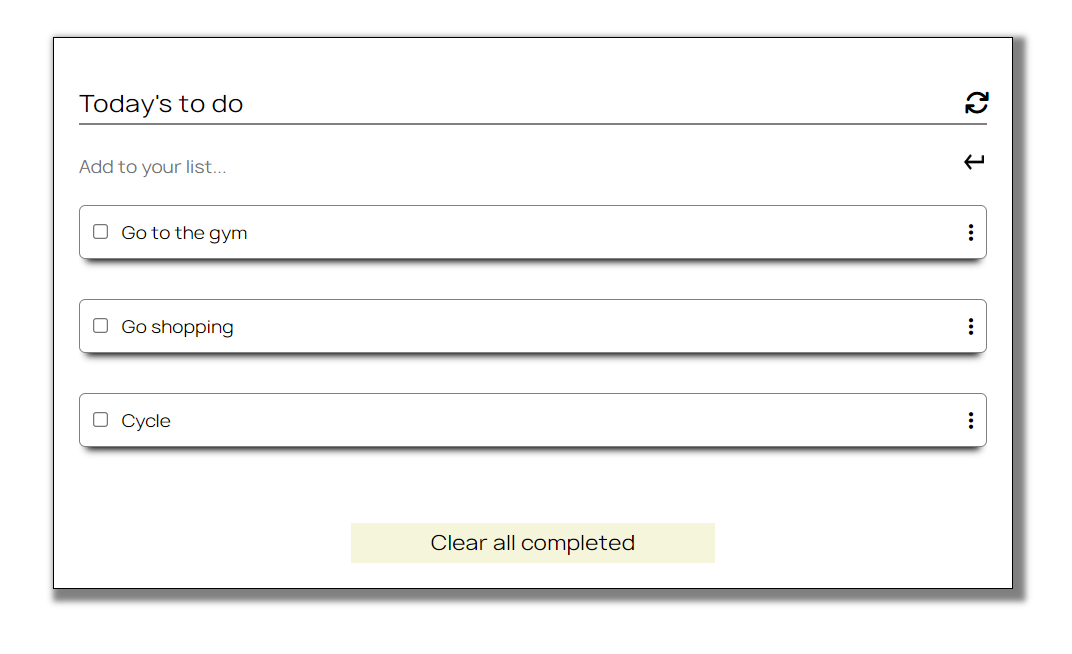 Today's to do
Add to your list...
Go to the gym
Go shopping
Cycle
Clear all completed